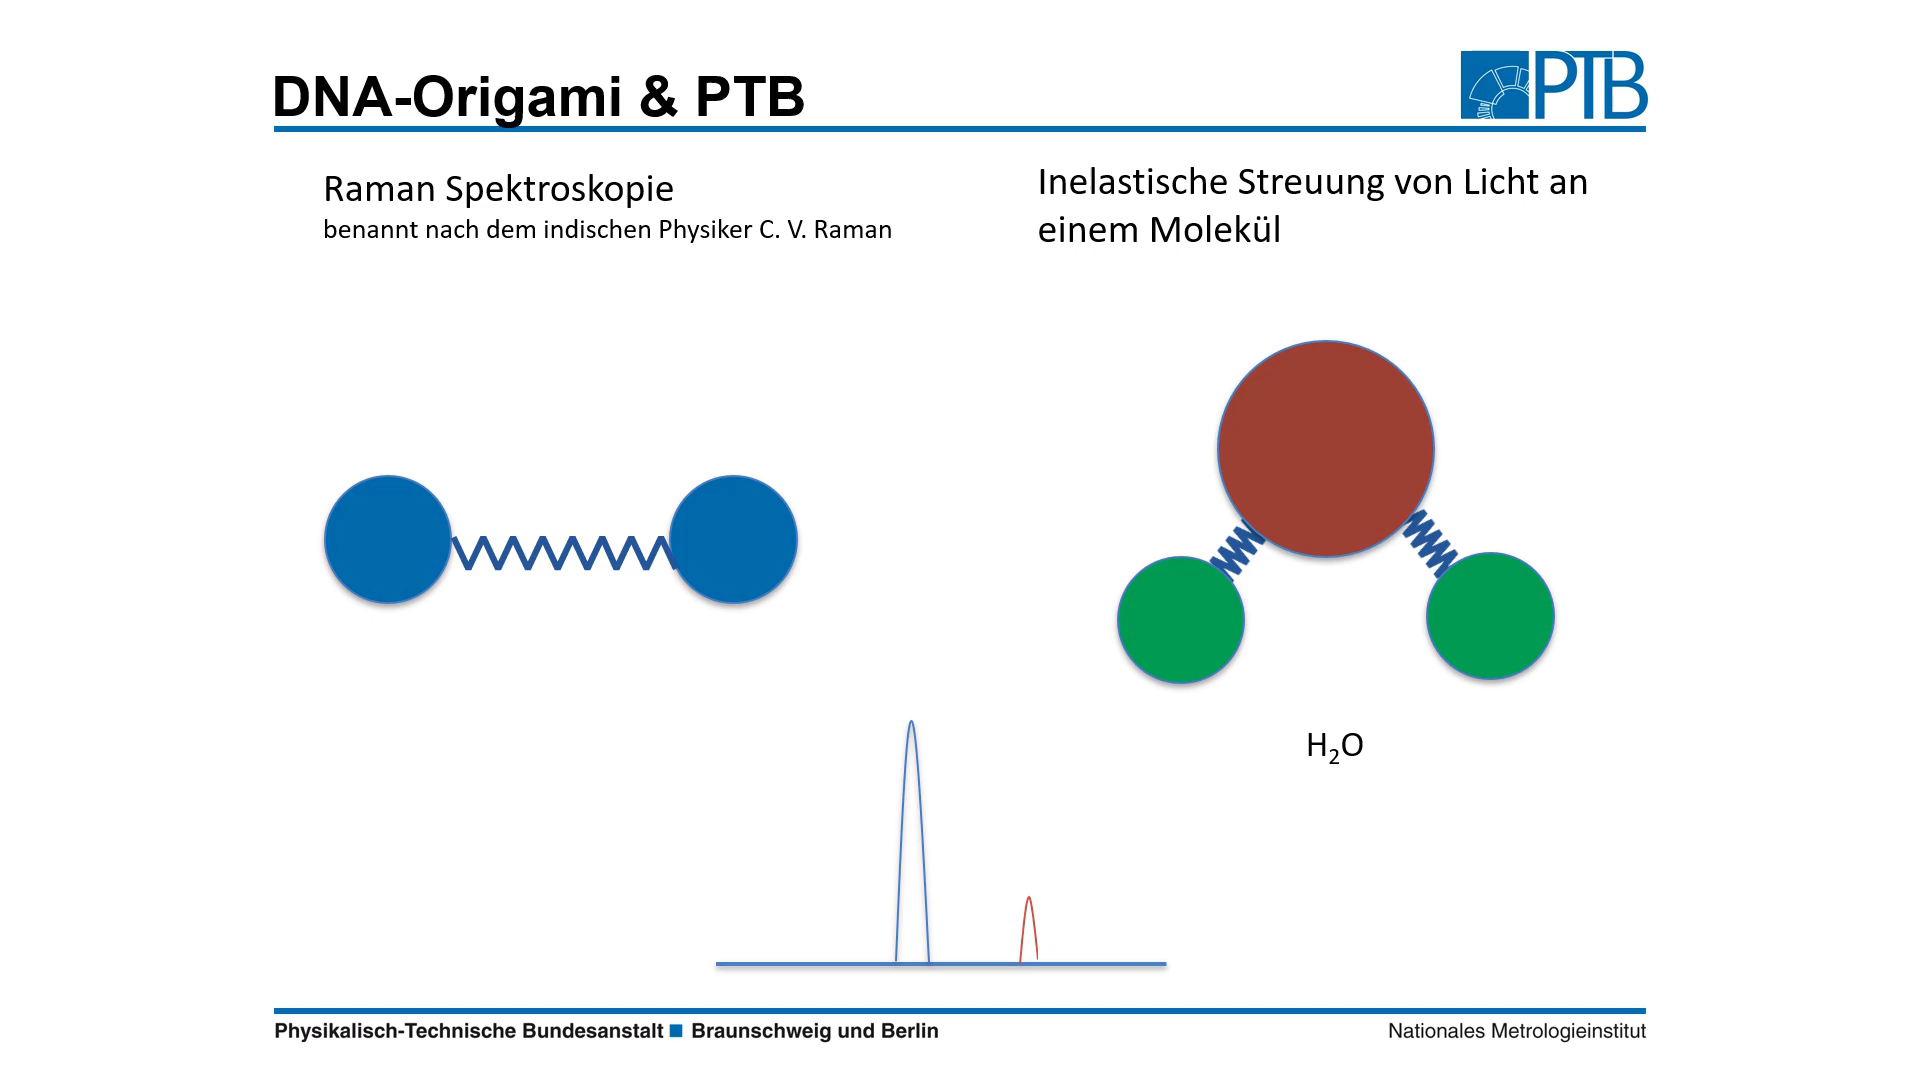 DNA-Origami & PTB
PTB
Raman Spektroskopie
benannt nach dem indischen Physiker C. V. Raman
Inelastische Streuung von Licht an
einem Molekül
H₂O
Physikalisch-Technische Bundesanstalt ■ Braunschweig und Berlin
Nationales Metrologieinstitut